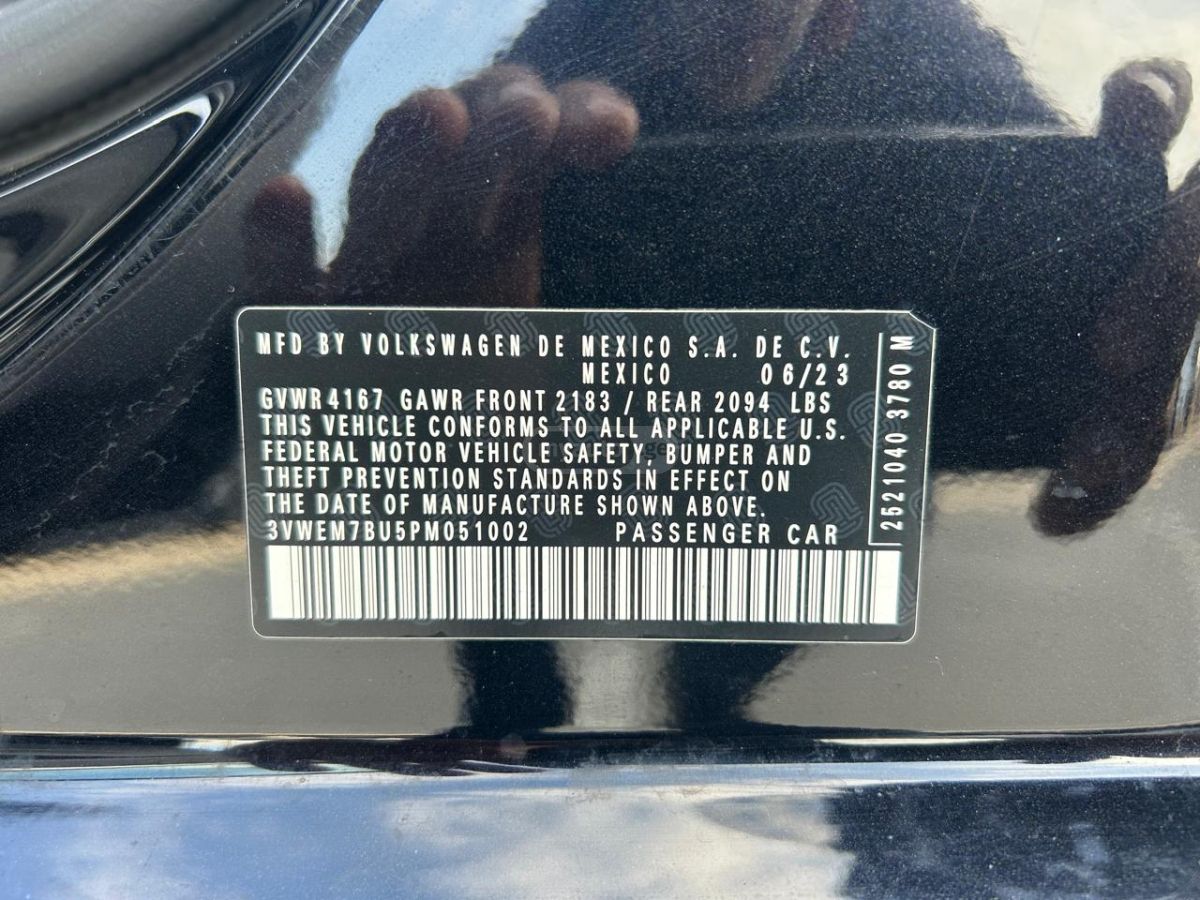 MFD BY VOLKSWAGEN DE MEXICO S.A. DE C.V.
MEXICO 06/23
GVWR 4167 GAWR FRONT 2183 / REAR 2094 LBS
THIS VEHICLE CONFORMS TO ALL APPLICABLE U.S.
FEDERAL MOTOR VEHICLE SAFETY, BUMPER AND
THEFT PREVENTION STANDARDS IN EFFECT ON
THE DATE OF MANUFACTURE SHOWN ABOVE.
3VWEM7BU5PM051002 PASSENGER CAR
2521040 3780 M